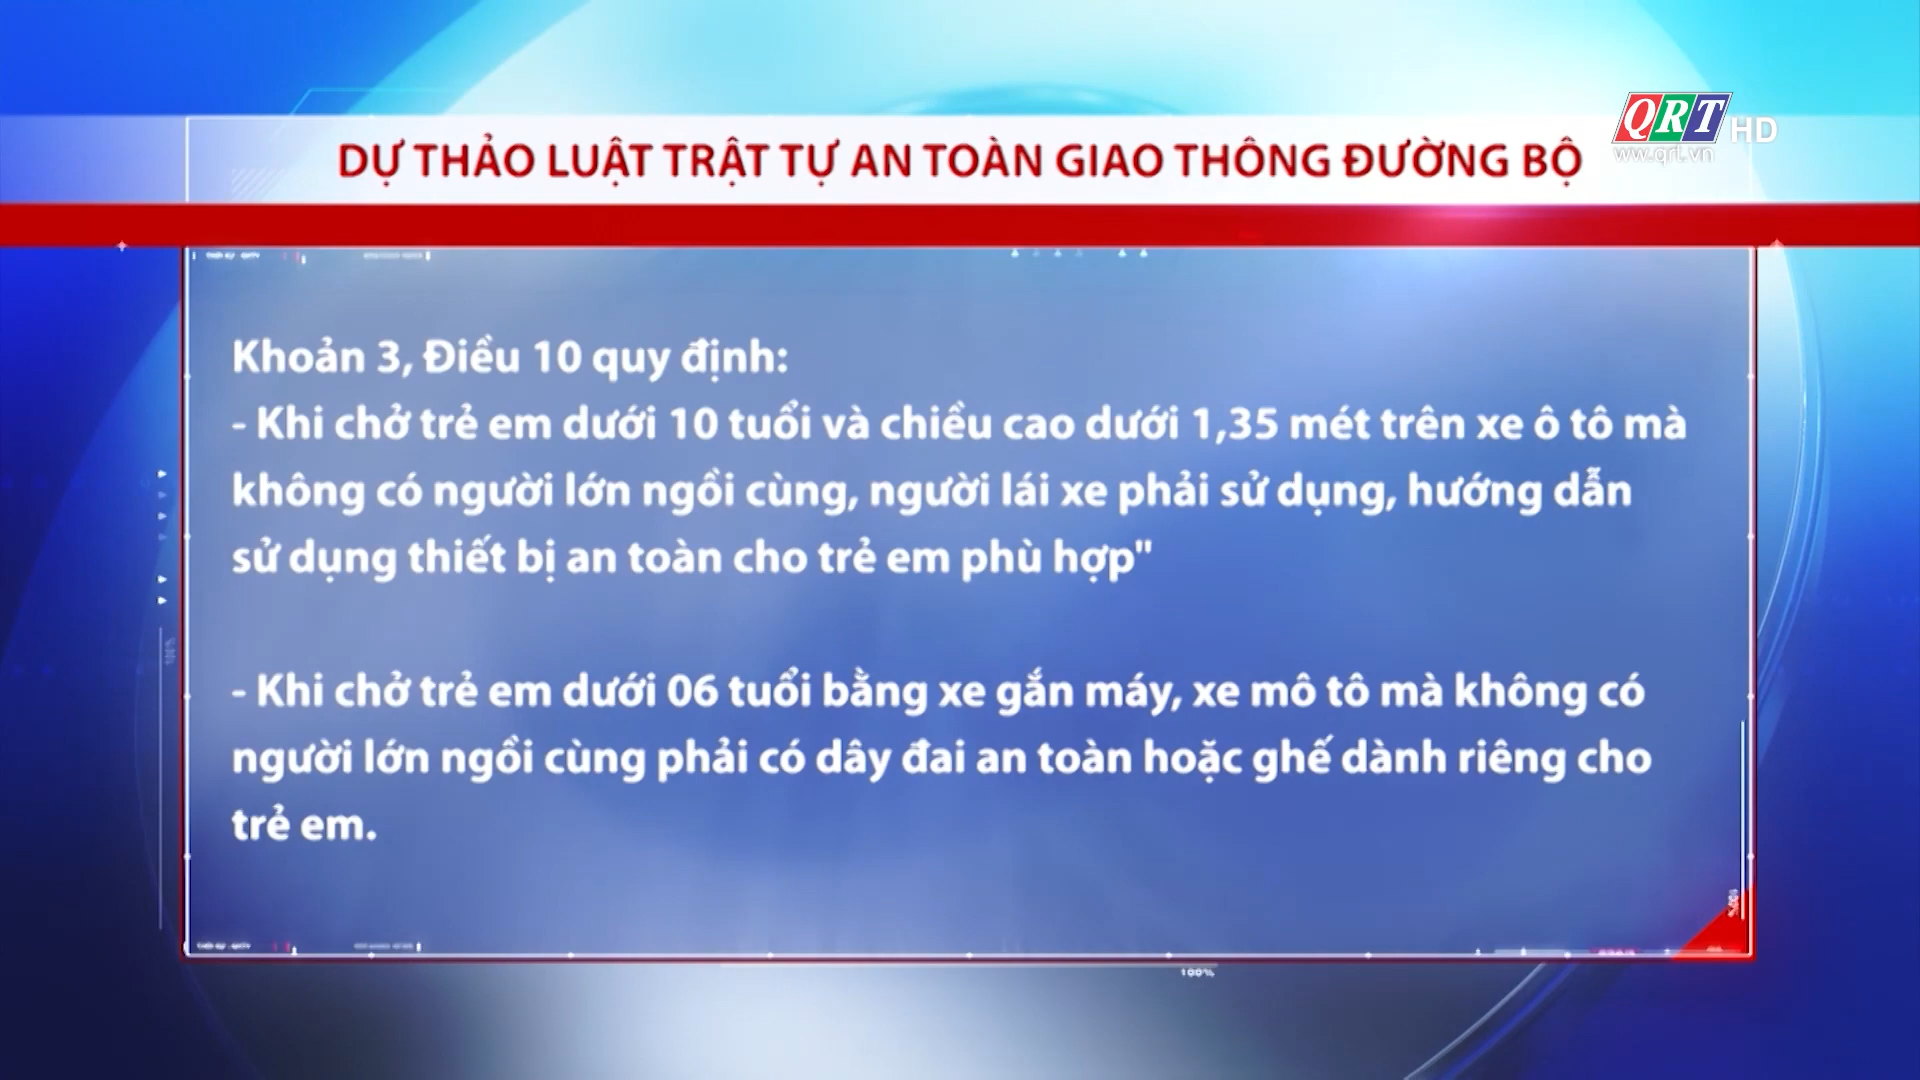 QRT HD
DỰ THẢO LUẬT TRẬT TỰ AN TOÀN GIAO THÔNG ĐƯỜNG BỘ
ww.qrt.vn
Khoản 3, Điều 10 quy định:
- Khi chở trẻ em dưới 10 tuổi và chiều cao dưới 1,35 mét trên xe ô tô mà
không có người lớn ngồi cùng, người lái xe phải sử dụng, hướng dẫn
sử dụng thiết bị an toàn cho trẻ em phù hợp"
- Khi chở trẻ em dưới 06 tuổi bằng xe gắn máy, xe mô tô mà không có
người lớn ngồi cùng phải có dây đai an toàn hoặc ghế dành riêng cho
trẻ em.
100%